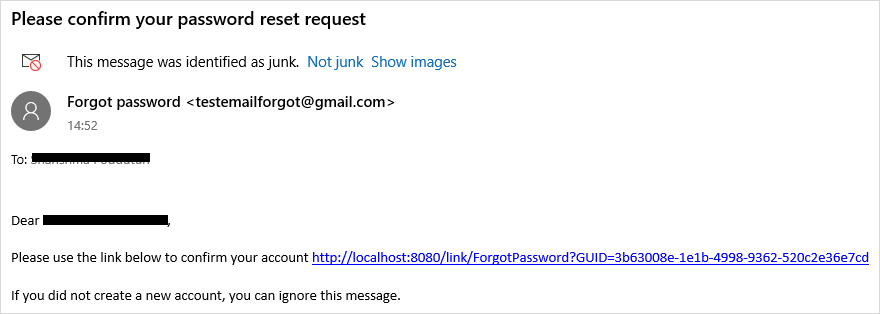 Please confirm your password reset request
This message was identified as junk. Not junk Show images
Forgot password <testemailforgot@gmail.com>
14:52
To:
Dear ,
Please use the link below to confirm your account http://localhost:8080/link/ForgotPassword?GUID=3b63008e-1e1b-4998-9362-520c2e36e7cd
If you did not create a new account, you can ignore this message.